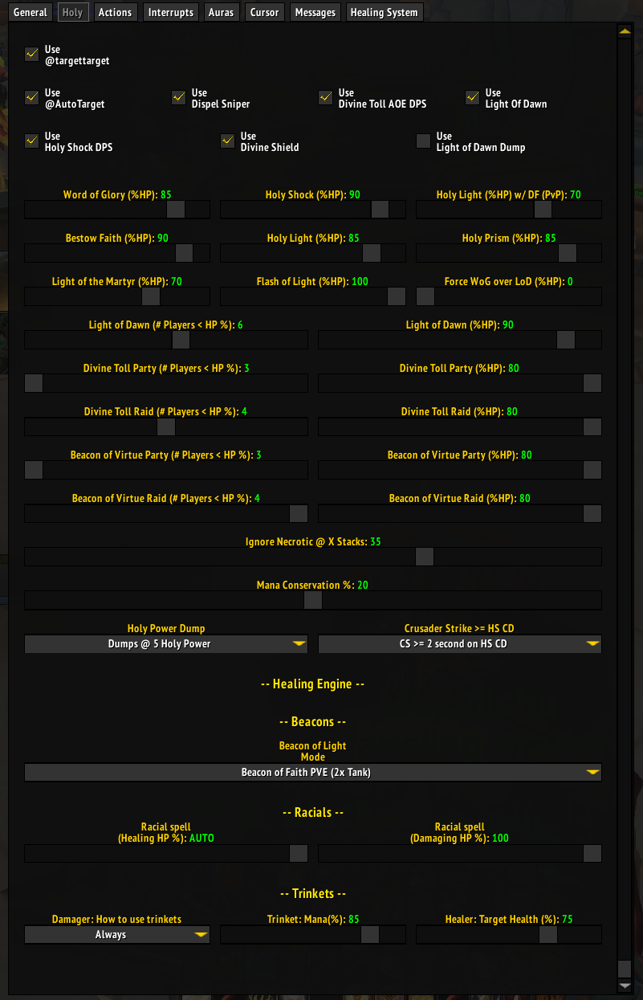 General Holy Actions Interrupts Auras Cursor Messages Healing System
Use
@targettarget
Use Use Use Use
@AutoTarget Dispel Sniper Divine Toll AOE DPS Light Of Dawn
Use Use Use
Holy Shock DPS Divine Shield Light of Dawn Dump
Word of Glory (%HP): 85 Holy Shock (%HP): 90 Holy Light (%HP) w/ DF (PvP): 70
Bestow Faith (%HP): 90 Holy Light (%HP): 85 Holy Prism (%HP): 85
Light of the Martyr (%HP): 70 Flash of Light (%HP): 100 Force WoG over LoD (%HP): 0
Light of Dawn (# Players < HP %): 6 Light of Dawn (%HP): 90
Divine Toll Party (# Players < HP %): 3 Divine Toll Party (%HP): 80
Divine Toll Raid (# Players < HP %): 4 Divine Toll Raid (%HP): 80
Beacon of Virtue Party (# Players < HP %): 3 Beacon of Virtue Party (%HP): 80
Beacon of Virtue Raid (# Players < HP %): 4 Beacon of Virtue Raid (%HP): 80
Ignore Necrotic @ X Stacks: 35
Mana Conservation %: 20
Holy Power Dump Crusader Strike >= HS CD
Dumps @ 5 Holy Power CS >= 2 second on HS CD
-- Healing Engine --
-- Beacons --
Beacon of Light
Mode
Beacon of Faith PVE (2x Tank)
-- Racials --
Racial spell Racial spell
(Healing HP %): AUTO (Damaging HP %): 100
-- Trinkets --
Damager: How to use trinkets Trinket: Mana(%): 85 Healer: Target Health (%): 75
Always